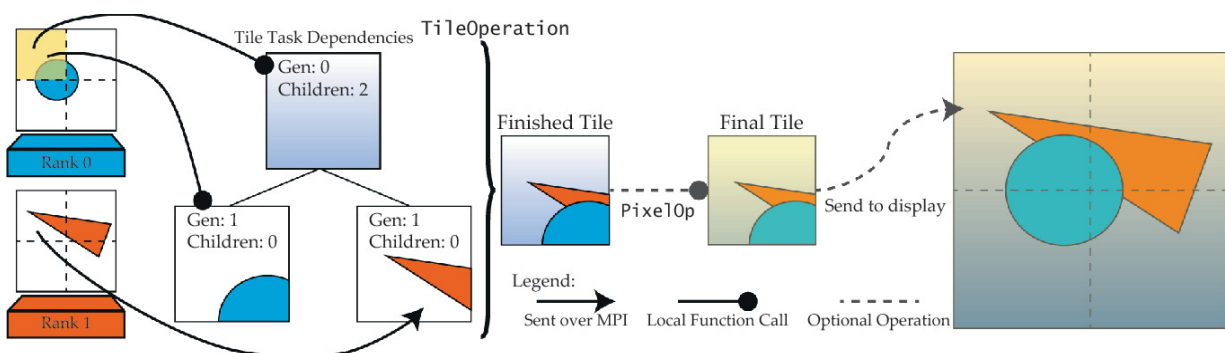 Rank 0
Rank 1
Tile Task Dependencies
Gen: 0
Children: 2
Gen: 1
Children: 0
Gen: 1
Children: 0
TileOperation
Finished Tile
PixelOp
Final Tile
Send to display
Legend:
Sent over MPI
Local Function Call
Optional Operation